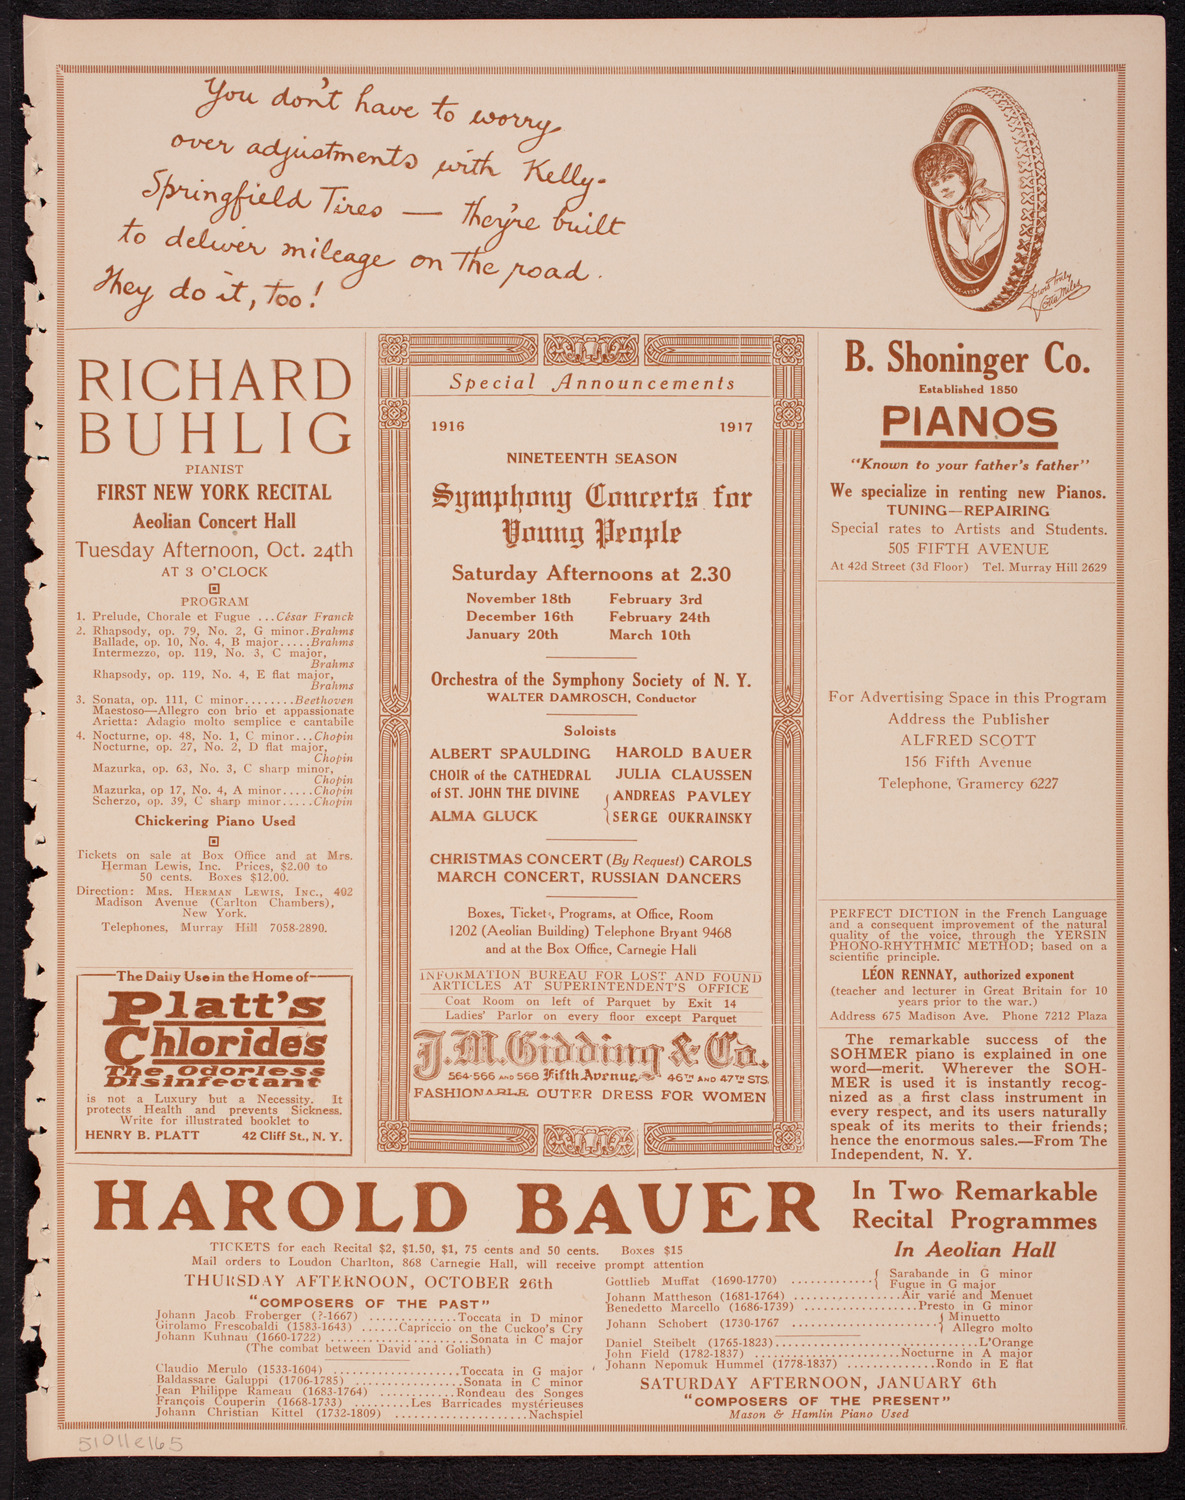 You don't have to worry
over adjustments with Kelly-
Springfield Tires — they're built
to deliver mileage on the road.
They do it, too!
Yours truly
Lotta Miles
RICHARD
BUHLIG
PIANIST
FIRST NEW YORK RECITAL
Aeolian Concert Hall
Tuesday Afternoon, Oct. 24th
AT 3 O'CLOCK
PROGRAM
1. Prelude, Chorale et Fugue ...César Franck
2. Rhapsody, op. 79, No. 2, G minor.Brahms
Ballade, op. 10, No. 4, B major.....Brahms
Intermezzo, op. 119, No. 3, C major,
Brahms
Rhapsody, op. 119, No. 4, E flat major,
Brahms
3. Sonata, op. 111, C minor........Beethoven
Maestoso—Allegro con brio et appassionate
Arietta: Adagio molto semplice e cantabile
4. Nocturne, op. 48, No. 1, C minor...Chopin
Nocturne, op. 27, No. 2, D flat major,
Chopin
Mazurka, op. 63, No. 3, C sharp minor,
Chopin
Mazurka, op 17, No. 4, A minor.....Chopin
Scherzo, op. 39, C sharp minor.....Chopin
Chickering Piano Used
Tickets on sale at Box Office and at Mrs.
Herman Lewis, Inc. Prices, $2.00 to
50 cents. Boxes $12.00.
Direction: MRS. HERMAN LEWIS, INC., 402
Madison Avenue (Carlton Chambers),
New York.
Telephones, Murray Hill 7058-2890.
The Daily Use in the Home of
Platt's
Chlorides
The Odorless
Disinfectant
is not a Luxury but a Necessity. It
protects Health and prevents Sickness.
Write for illustrated booklet to
HENRY B. PLATT 42 Cliff St., N. Y.
Special Announcements
1916 1917
NINETEENTH SEASON
Symphony Concerts for
Young People
Saturday Afternoons at 2.30
November 18th February 3rd
December 16th February 24th
January 20th March 10th
Orchestra of the Symphony Society of N. Y.
WALTER DAMROSCH, Conductor
Soloists
ALBERT SPAULDING HAROLD BAUER
CHOIR of the CATHEDRAL JULIA CLAUSSEN
of ST. JOHN THE DIVINE ANDREAS PAVLEY
ALMA GLUCK SERGE OUKRAINSKY
CHRISTMAS CONCERT (By Request) CAROLS
MARCH CONCERT, RUSSIAN DANCERS
Boxes, Tickets, Programs, at Office, Room
1202 (Aeolian Building) Telephone Bryant 9468
and at the Box Office, Carnegie Hall
INFORMATION BUREAU FOR LOST AND FOUND
ARTICLES AT SUPERINTENDENT'S OFFICE
Coat Room on left of Parquet by Exit 14
Ladies' Parlor on every floor except Parquet
J.M. Gidding & Co.
564-566 AND 568 Fifth Avenue, 46TH AND 47TH STS.
FASHIONABLE OUTER DRESS FOR WOMEN
B. Shoninger Co.
Established 1850
PIANOS
"Known to your father's father"
We specialize in renting new Pianos.
TUNING—REPAIRING
Special rates to Artists and Students.
505 FIFTH AVENUE
At 42d Street (3d Floor) Tel. Murray Hill 2629
For Advertising Space in this Program
Address the Publisher
ALFRED SCOTT
156 Fifth Avenue
Telephone, Gramercy 6227
PERFECT DICTION in the French Language
and a consequent improvement of the natural
quality of the voice, through the YERSIN
PHONO-RHYTHMIC METHOD; based on a
scientific principle.
LÉON RENNAY, authorized exponent
(teacher and lecturer in Great Britain for 10
years prior to the war.)
Address 675 Madison Ave. Phone 7212 Plaza
The remarkable success of the
SOHMER piano is explained in one
word—merit. Wherever the SOH-
MER is used it is instantly recog-
nized as a first class instrument in
every respect, and its users naturally
speak of its merits to their friends;
hence the enormous sales.—From The
Independent, N. Y.
HAROLD BAUER
In Two Remarkable
Recital Programmes
In Aeolian Hall
TICKETS for each Recital $2, $1.50, $1, 75 cents and 50 cents. Boxes $15
Mail orders to Loudon Charlton, 868 Carnegie Hall, will receive prompt attention
THURSDAY AFTERNOON, OCTOBER 26th
"COMPOSERS OF THE PAST"
Johann Jacob Froberger (?-1667) ..............Toccata in D minor
Girolamo Frescobaldi (1583-1643) ......Capriccio on the Cuckoo's Cry
Johann Kuhnau (1660-1722) .......................Sonata in C major
(The combat between David and Goliath)
Claudio Merulo (1533-1604) .....................Toccata in G major
Baldassare Galuppi (1706-1785) ...................Sonata in C minor
Jean Philippe Rameau (1683-1764) ............Rondeau des Songes
François Couperin (1668-1733) .........Les Barricades mystérieuses
Johann Christian Kittel (1732-1809) ......................Nachspiel
Gottlieb Muffat (1690-1770) .............{ Sarabande in G minor
Fugue in G major
Johann Mattheson (1681-1764) .................Air varié and Menuet
Benedetto Marcello (1686-1739) ..................Presto in G minor
Johann Schobert (1730-1767 ........................{ Minuetto
Allegro molto
Daniel Steibelt (1765-1823)................................L'Orange
John Field (1782-1837) .......................Nocturne in A major
Johann Nepomuk Hummel (1778-1837) ..............Rondo in E flat
SATURDAY AFTERNOON, JANUARY 6th
"COMPOSERS OF THE PRESENT"
Mason & Hamlin Piano Used
51011e165